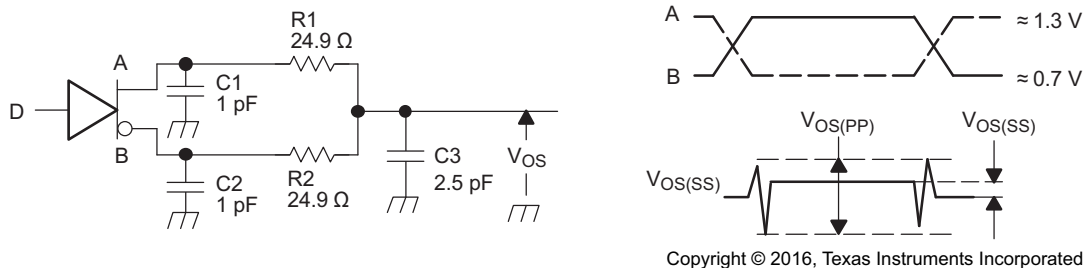 R1
24.9 Ω
A
C1
1 pF
D
B
C2
1 pF
R2
24.9 Ω
C3
2.5 pF
VOS
A
≈ 1.3 V
B
≈ 0.7 V
VOS(PP)
VOS(SS)
VOS(SS)
Copyright © 2016, Texas Instruments Incorporated